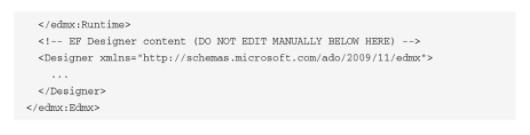 </edmx:Runtime>
<!-- EF Designer content (DO NOT EDIT MANUALLY BELOW HERE) -->
<Designer xmlns="http://schemas.microsoft.com/ado/2009/11/edmx">
...
</Designer>
</edmx:Edmx>